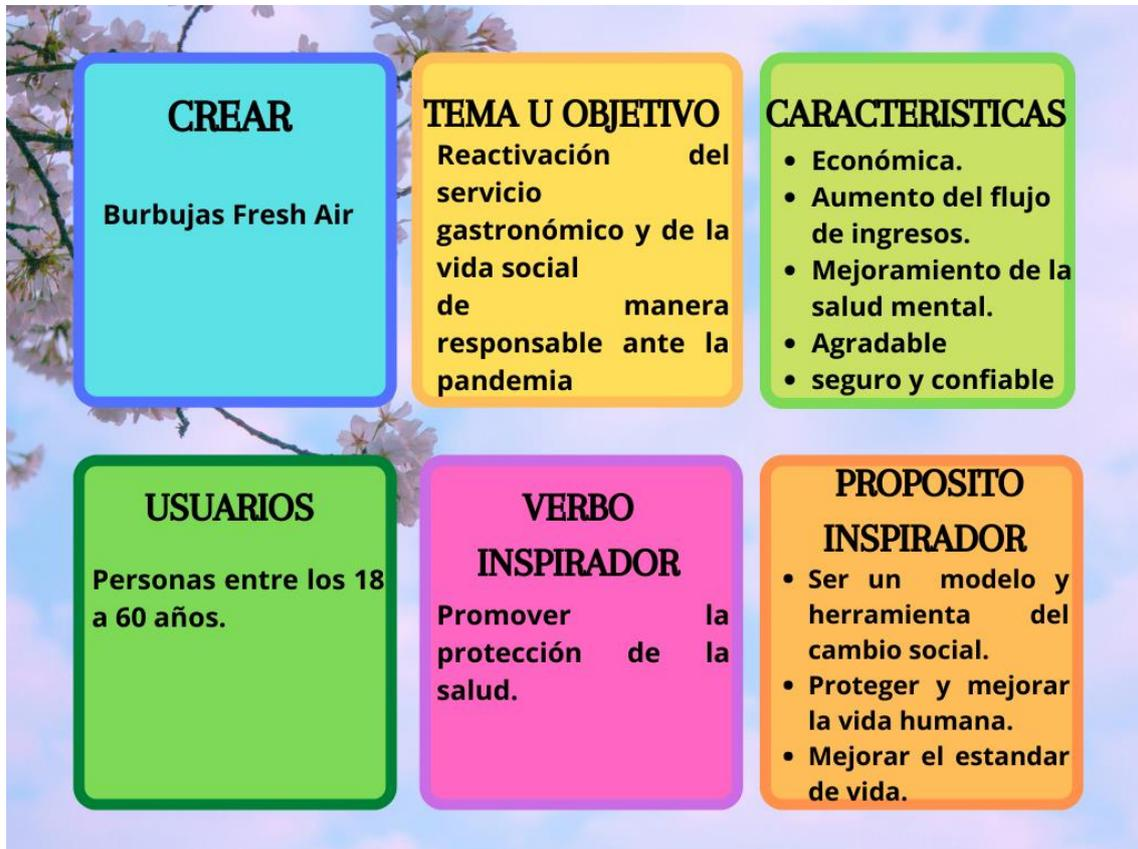 CREAR
Burbujas Fresh Air
TEMA U OBJETIVO
Reactivación del
servicio
gastronómico y de la
vida social
de manera
responsable ante la
pandemia
CARACTERISTICAS
• Económica.
• Aumento del flujo
de ingresos.
• Mejoramiento de la
salud mental.
• Agradable
• seguro y confiable
USUARIOS
Personas entre los 18
a 60 años.
VERBO
INSPIRADOR
Promover la
protección de la
salud.
PROPOSITO
INSPIRADOR
• Ser un modelo y
herramienta del
cambio social.
• Proteger y mejorar
la vida humana.
• Mejorar el estandar
de vida.